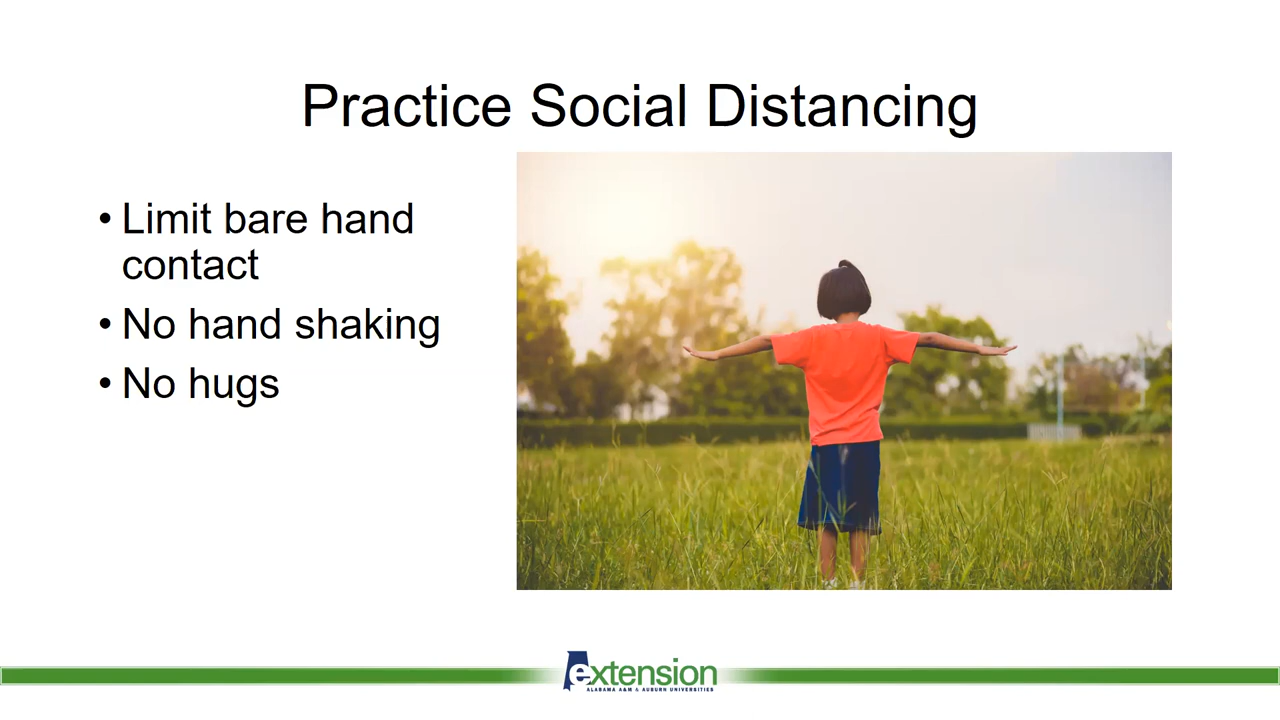 Practice Social Distancing
• Limit bare hand
contact
• No hand shaking
• No hugs
extension
ALABAMA A&M & AUBURN UNIVERSITIES